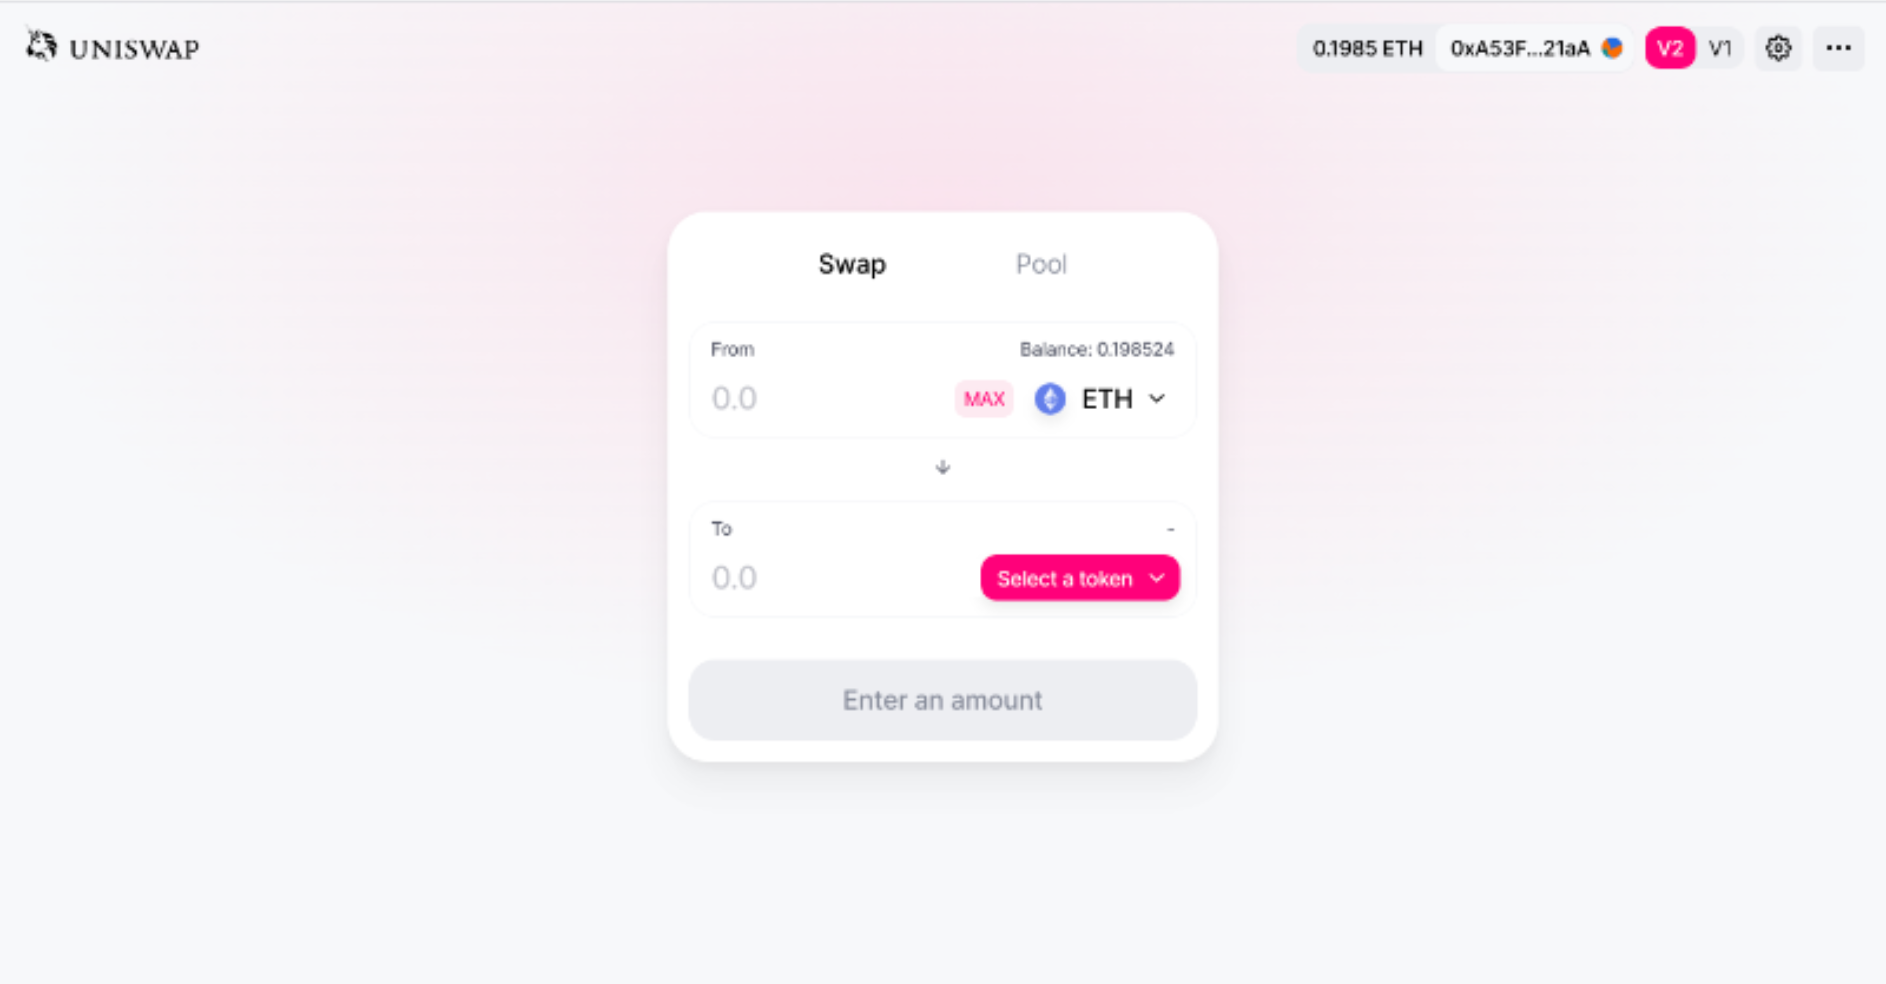 UNISWAP
0.1985 ETH 0xA53F...21aA V2 V1
Swap Pool
From Balance: 0.198524
0.0 MAX ETH
To -
0.0 Select a token
Enter an amount